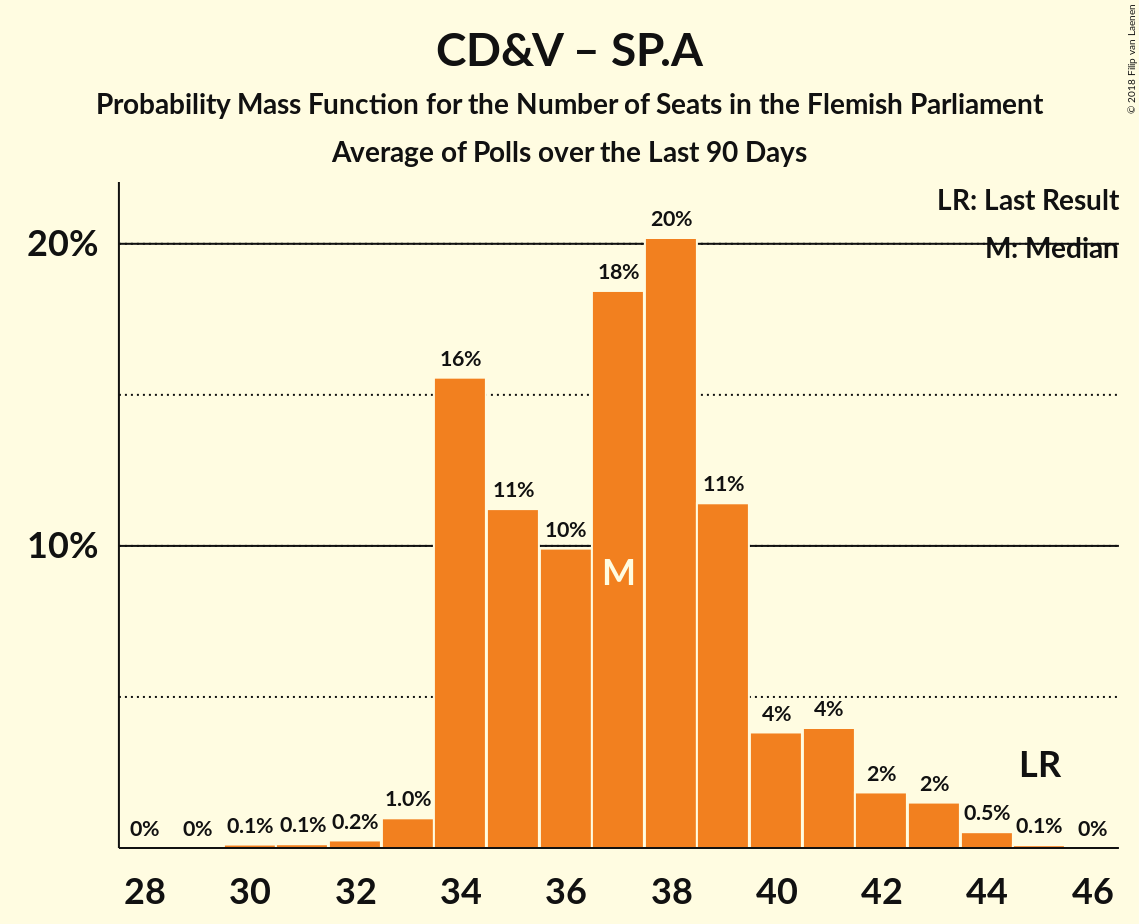 CD&V – SP.A
Probability Mass Function for the Number of Seats in the Flemish Parliament
Average of Polls over the Last 90 Days
© 2018 Filip van Laenen
LR: Last Result
M: Median
20%
10%
0%
0%
0.1%
0.1%
0.2%
1.0%
16%
11%
10%
18%
20%
11%
4%
4%
2%
2%
0.5%
0.1%
0%
M
LR
28 30 32 34 36 38 40 42 44 46